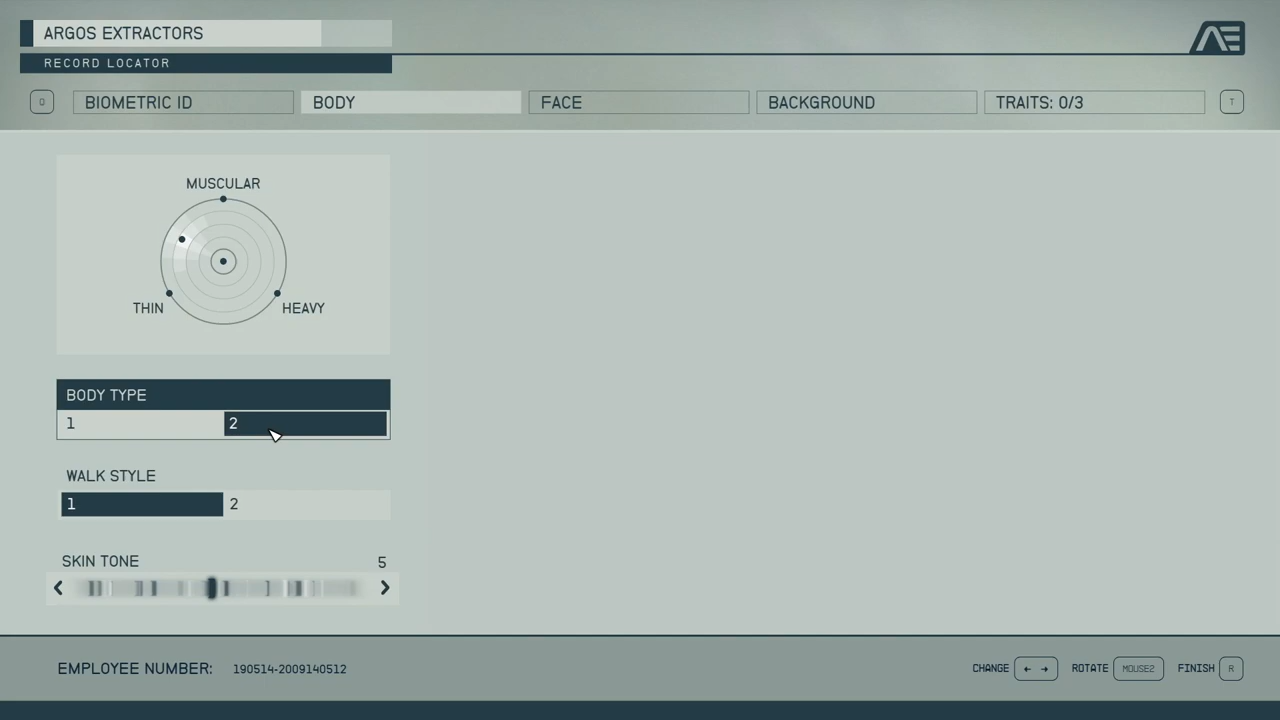 ARGOS EXTRACTORS
RECORD LOCATOR
Q BIOMETRIC ID BODY FACE BACKGROUND TRAITS: 0/3 T
MUSCULAR
THIN HEAVY
BODY TYPE
1 2
WALK STYLE
1 2
SKIN TONE 5
EMPLOYEE NUMBER: 190514-2009140512
CHANGE ← → ROTATE MOUSE2 FINISH R